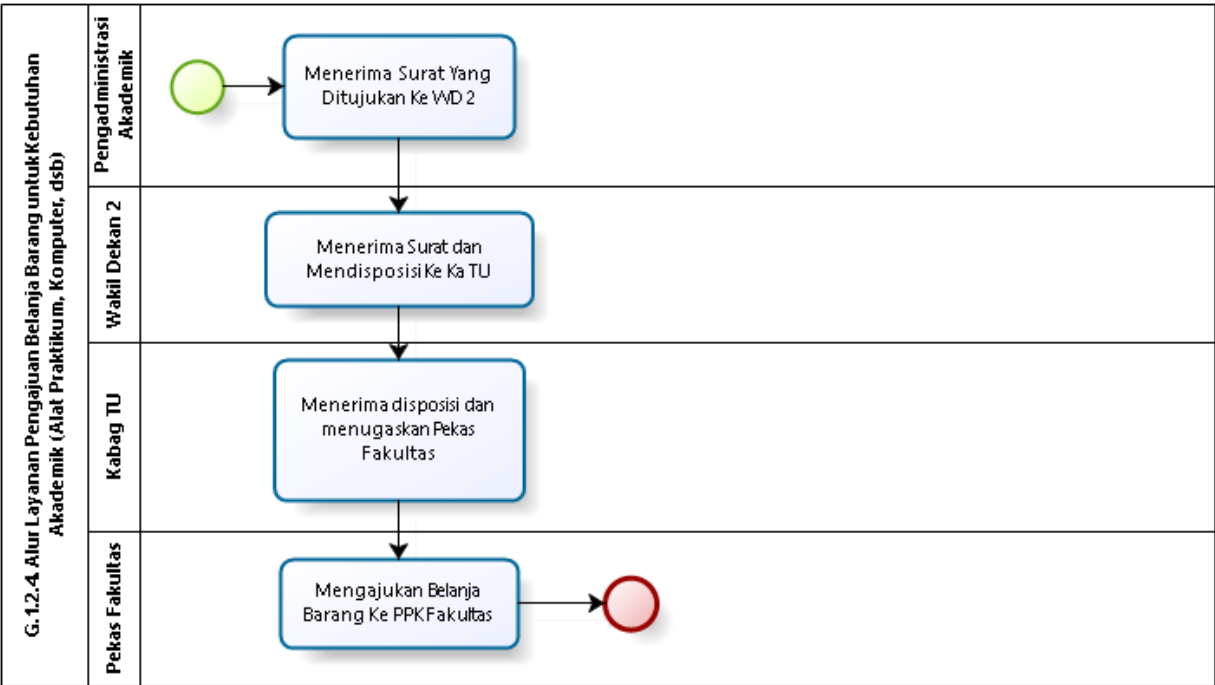 G.1.2.4. Alur Layanan Pengajuan Belanja Barang untuk Kebutuhan
Akademik (Alat Praktikum, Komputer, dsb)
Pengadministrasi
Akademik
Menerima Surat Yang
Ditujukan Ke WD 2
Wakil Dekan 2
Menerima Surat dan
Mendisposisi Ke Ka TU
Kabag TU
Menerima disposisi dan
menugaskan Pekas
Fakultas
Pekas Fakultas
Mengajukan Belanja
Barang Ke PPK Fakultas